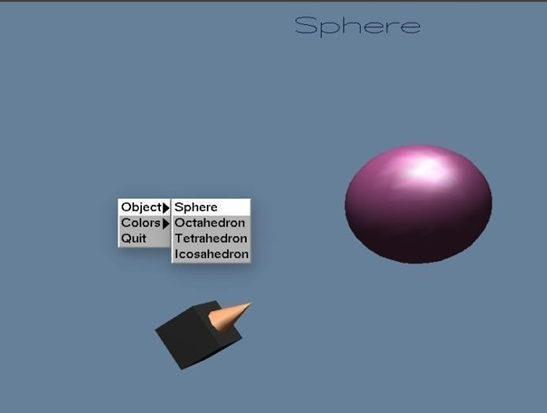 Sphere
Object Sphere
Colors Octahedron
Quit Tetrahedron
Icosahedron